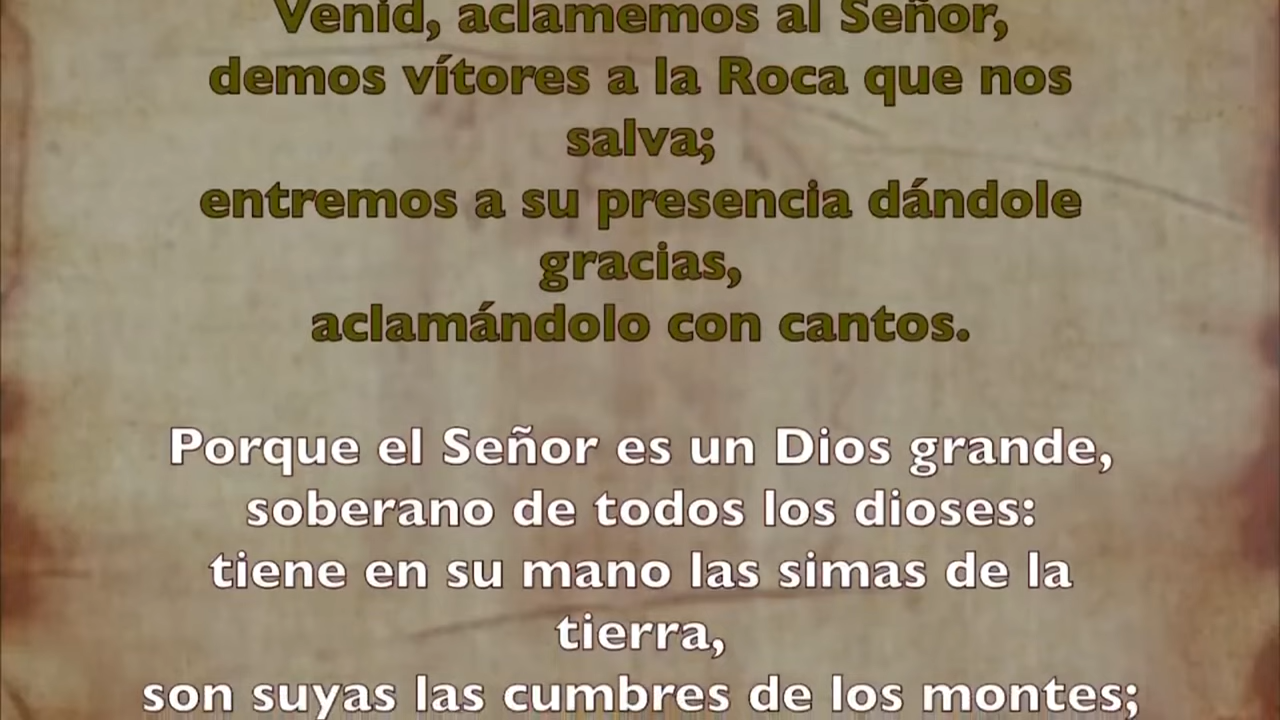 Venid, aclamemos al Señor,
demos vítores a la Roca que nos
salva;
entremos a su presencia dándole
gracias,
aclamándolo con cantos.
Porque el Señor es un Dios grande,
soberano de todos los dioses:
tiene en su mano las simas de la
tierra,
son suyas las cumbres de los montes;